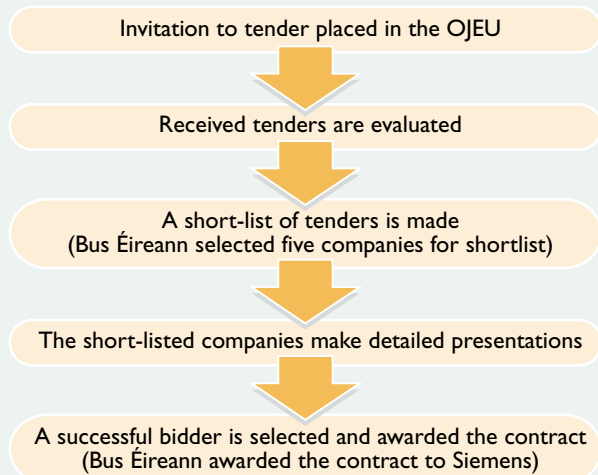 Invitation to tender placed in the OJEU
Received tenders are evaluated
A short-list of tenders is made
(Bus Éireann selected five companies for shortlist)
The short-listed companies make detailed presentations
A successful bidder is selected and awarded the contract
(Bus Éireann awarded the contract to Siemens)